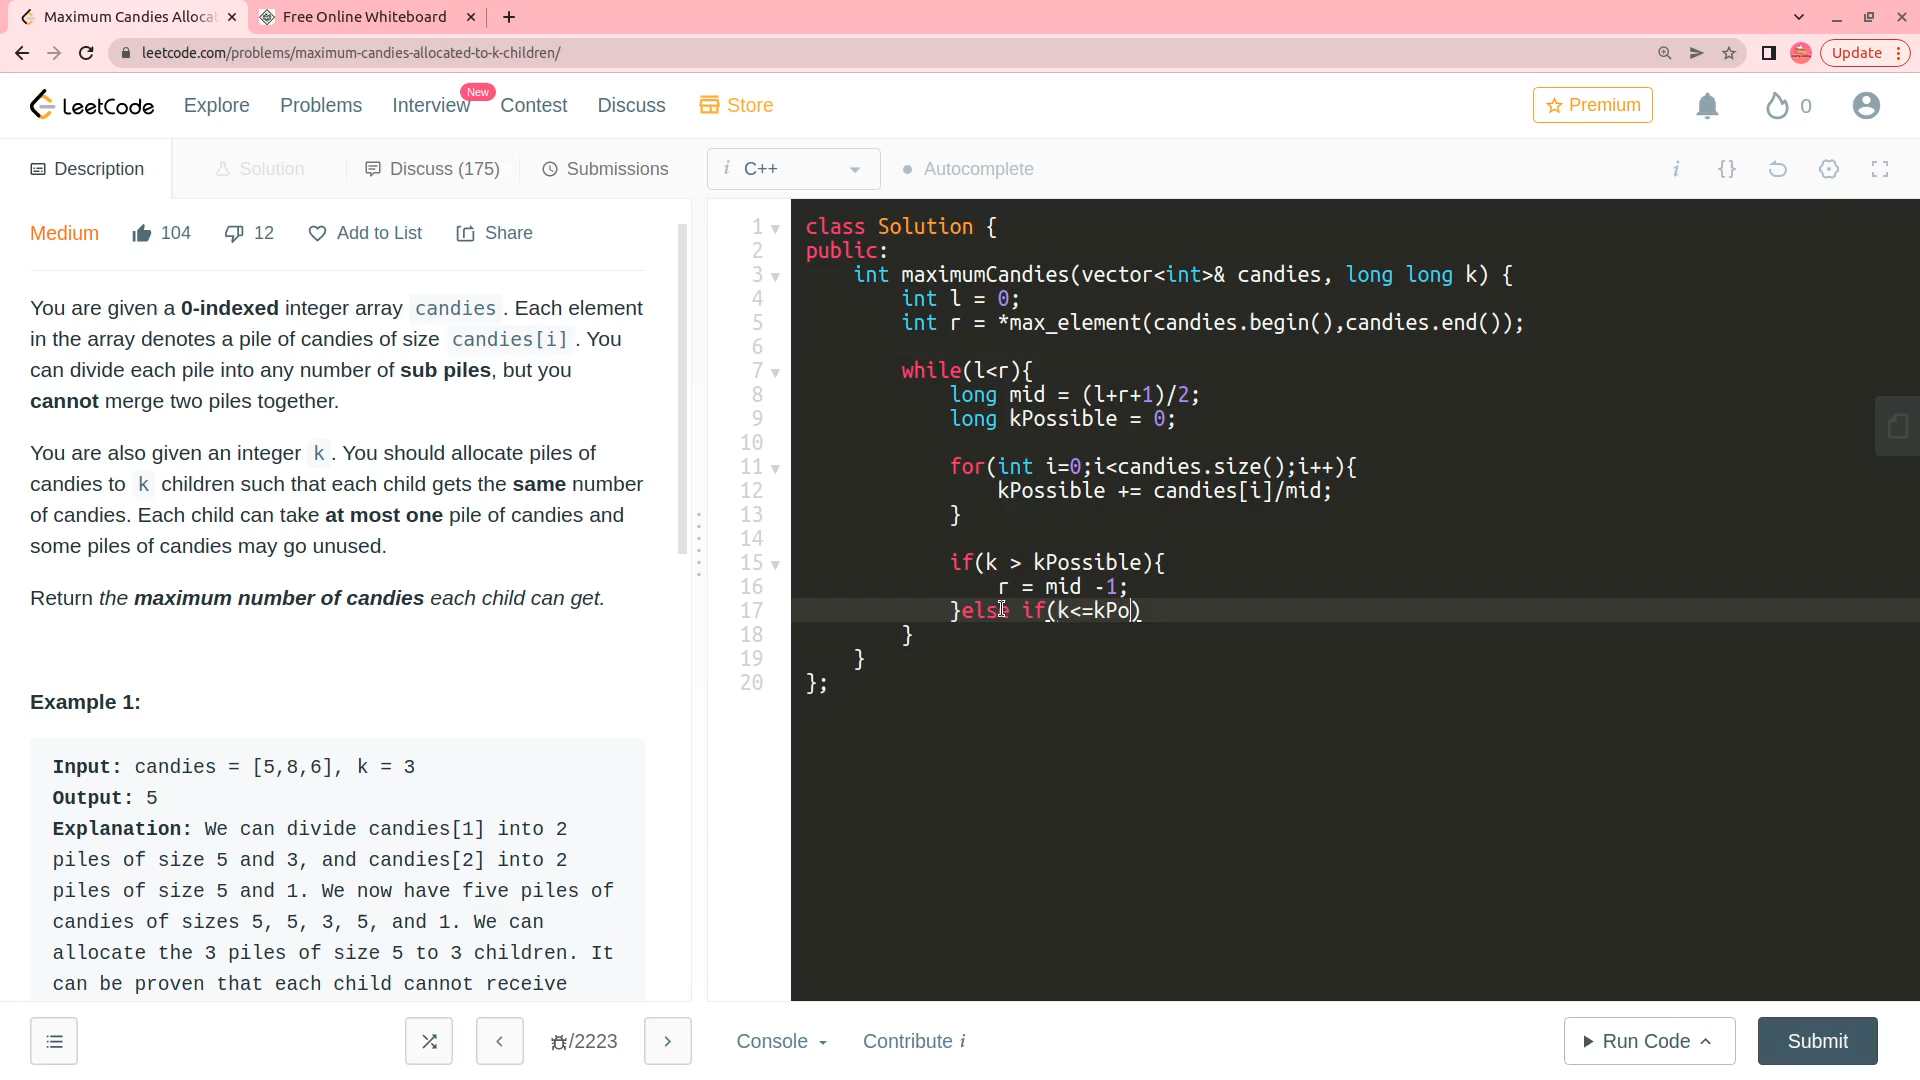 Maximum Candies Alloca
Free Online Whiteboard
leetcode.com/problems/maximum-candies-allocated-to-k-children/
Update
LeetCode
Explore
Problems
Interview
New
Contest
Discuss
Store
Premium
0
Description
Solution
Discuss (175)
Submissions
i C++
Autocomplete
i {}
Medium
104
12
Add to List
Share
You are given a 0-indexed integer array candies. Each element
in the array denotes a pile of candies of size candies[i]. You
can divide each pile into any number of sub piles, but you
cannot merge two piles together.
You are also given an integer k. You should allocate piles of
candies to k children such that each child gets the same number
of candies. Each child can take at most one pile of candies and
some piles of candies may go unused.
Return the maximum number of candies each child can get.
Example 1:
Input: candies = [5,8,6], k = 3
Output: 5
Explanation: We can divide candies[1] into 2
piles of size 5 and 3, and candies[2] into 2
piles of size 5 and 1. We now have five piles of
candies of sizes 5, 5, 3, 5, and 1. We can
allocate the 3 piles of size 5 to 3 children. It
can be proven that each child cannot receive
1 class Solution {
2 public:
3 int maximumCandies(vector<int>& candies, long long k) {
4 int l = 0;
5 int r = *max_element(candies.begin(),candies.end());
6
7 while(l<r){
8 long mid = (l+r+1)/2;
9 long kPossible = 0;
10
11 for(int i=0;i<candies.size();i++){
12 kPossible += candies[i]/mid;
13 }
14
15 if(k > kPossible){
16 r = mid -1;
17 }else if(k<=kPo)
18 }
19 }
20 };
/2223
Console
Contribute i
Run Code
Submit